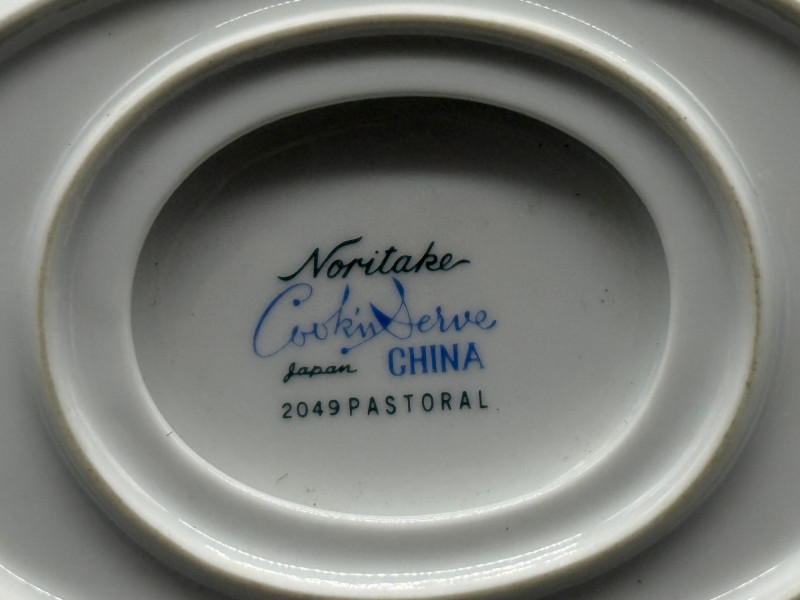 Noritake
Cook'n Serve
Japan CHINA
2049 PASTORAL